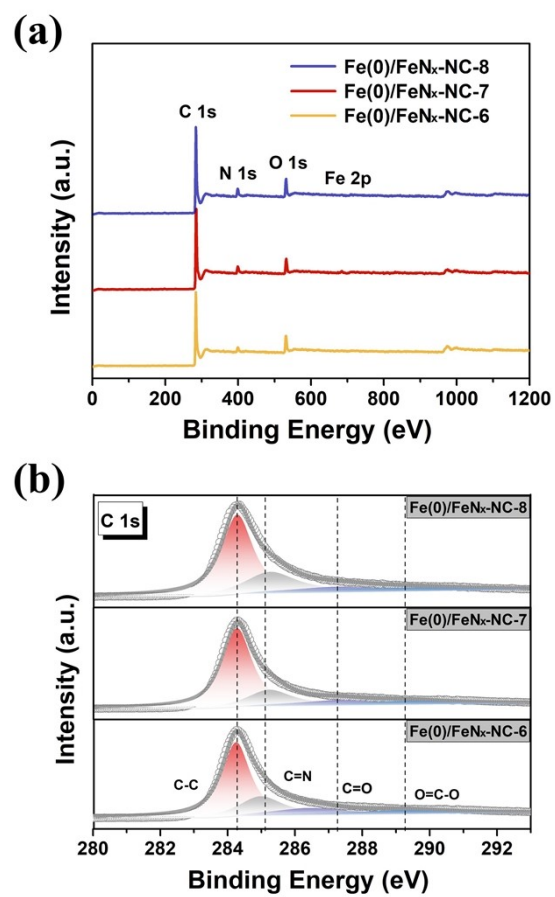 (a)
Fe(0)/FeNₓ-NC-8
Fe(0)/FeNₓ-NC-7
Fe(0)/FeNₓ-NC-6
C 1s
N 1s
O 1s
Fe 2p
Intensity (a.u.)
0 200 400 600 800 1000 1200
Binding Energy (eV)
(b)
C 1s
Fe(0)/FeNₓ-NC-8
Fe(0)/FeNₓ-NC-7
Fe(0)/FeNₓ-NC-6
C-C
C=N
C=O
O=C-O
Intensity (a.u.)
280 282 284 286 288 290 292
Binding Energy (eV)